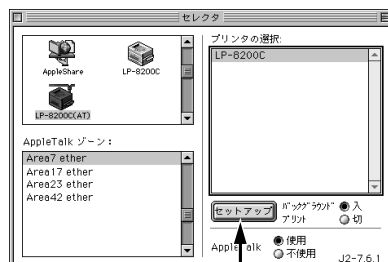 セレクタ
プリンタの選択:
AppleShare
LP-8200C
LP-8200C(AT)
LP-8200C
AppleTalk ゾーン：
Area7 ether
Area17 ether
Area23 ether
Area42 ether
セットアップ
バックグラウンド
プリント
入
切
AppleTalk
使用
不使用
J2-7.6.1